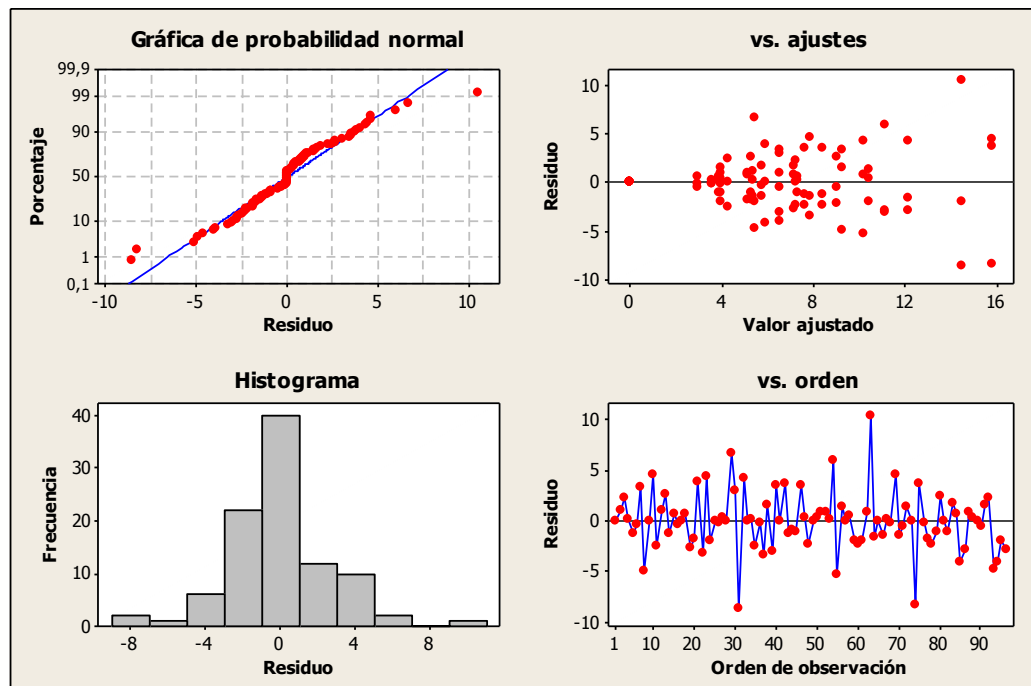 Gráfica de probabilidad normal
99,9
99
90
50
10
1
0,1
Porcentaje
-10 -5 0 5 10
Residuo
vs. ajustes
10
5
0
-5
-10
Residuo
0 4 8 12 16
Valor ajustado
Histograma
40
30
20
10
0
Frecuencia
-8 -4 0 4 8
Residuo
vs. orden
10
5
0
-5
-10
Residuo
1 10 20 30 40 50 60 70 80 90
Orden de observación